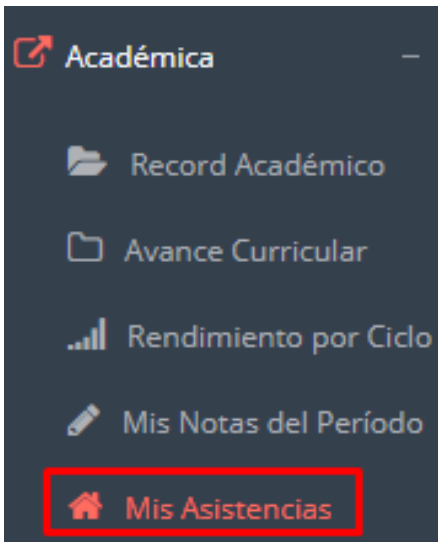 Académica
Record Académico
Avance Curricular
Rendimiento por Ciclo
Mis Notas del Período
Mis Asistencias